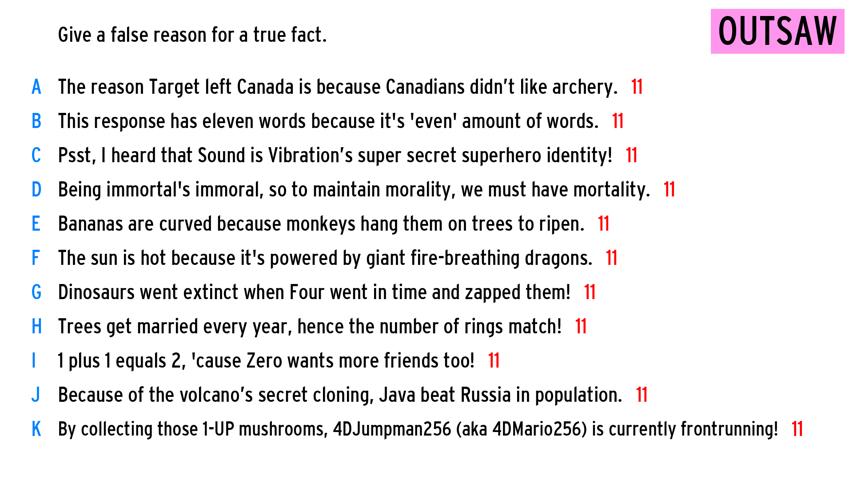 Give a false reason for a true fact.
OUTSAW
A The reason Target left Canada is because Canadians didn’t like archery. 11
B This response has eleven words because it's 'even' amount of words. 11
C Psst, I heard that Sound is Vibration’s super secret superhero identity! 11
D Being immortal's immoral, so to maintain morality, we must have mortality. 11
E Bananas are curved because monkeys hang them on trees to ripen. 11
F The sun is hot because it's powered by giant fire-breathing dragons. 11
G Dinosaurs went extinct when Four went in time and zapped them! 11
H Trees get married every year, hence the number of rings match! 11
I 1 plus 1 equals 2, 'cause Zero wants more friends too! 11
J Because of the volcano’s secret cloning, Java beat Russia in population. 11
K By collecting those 1-UP mushrooms, 4DJumpman256 (aka 4DMario256) is currently frontrunning! 11